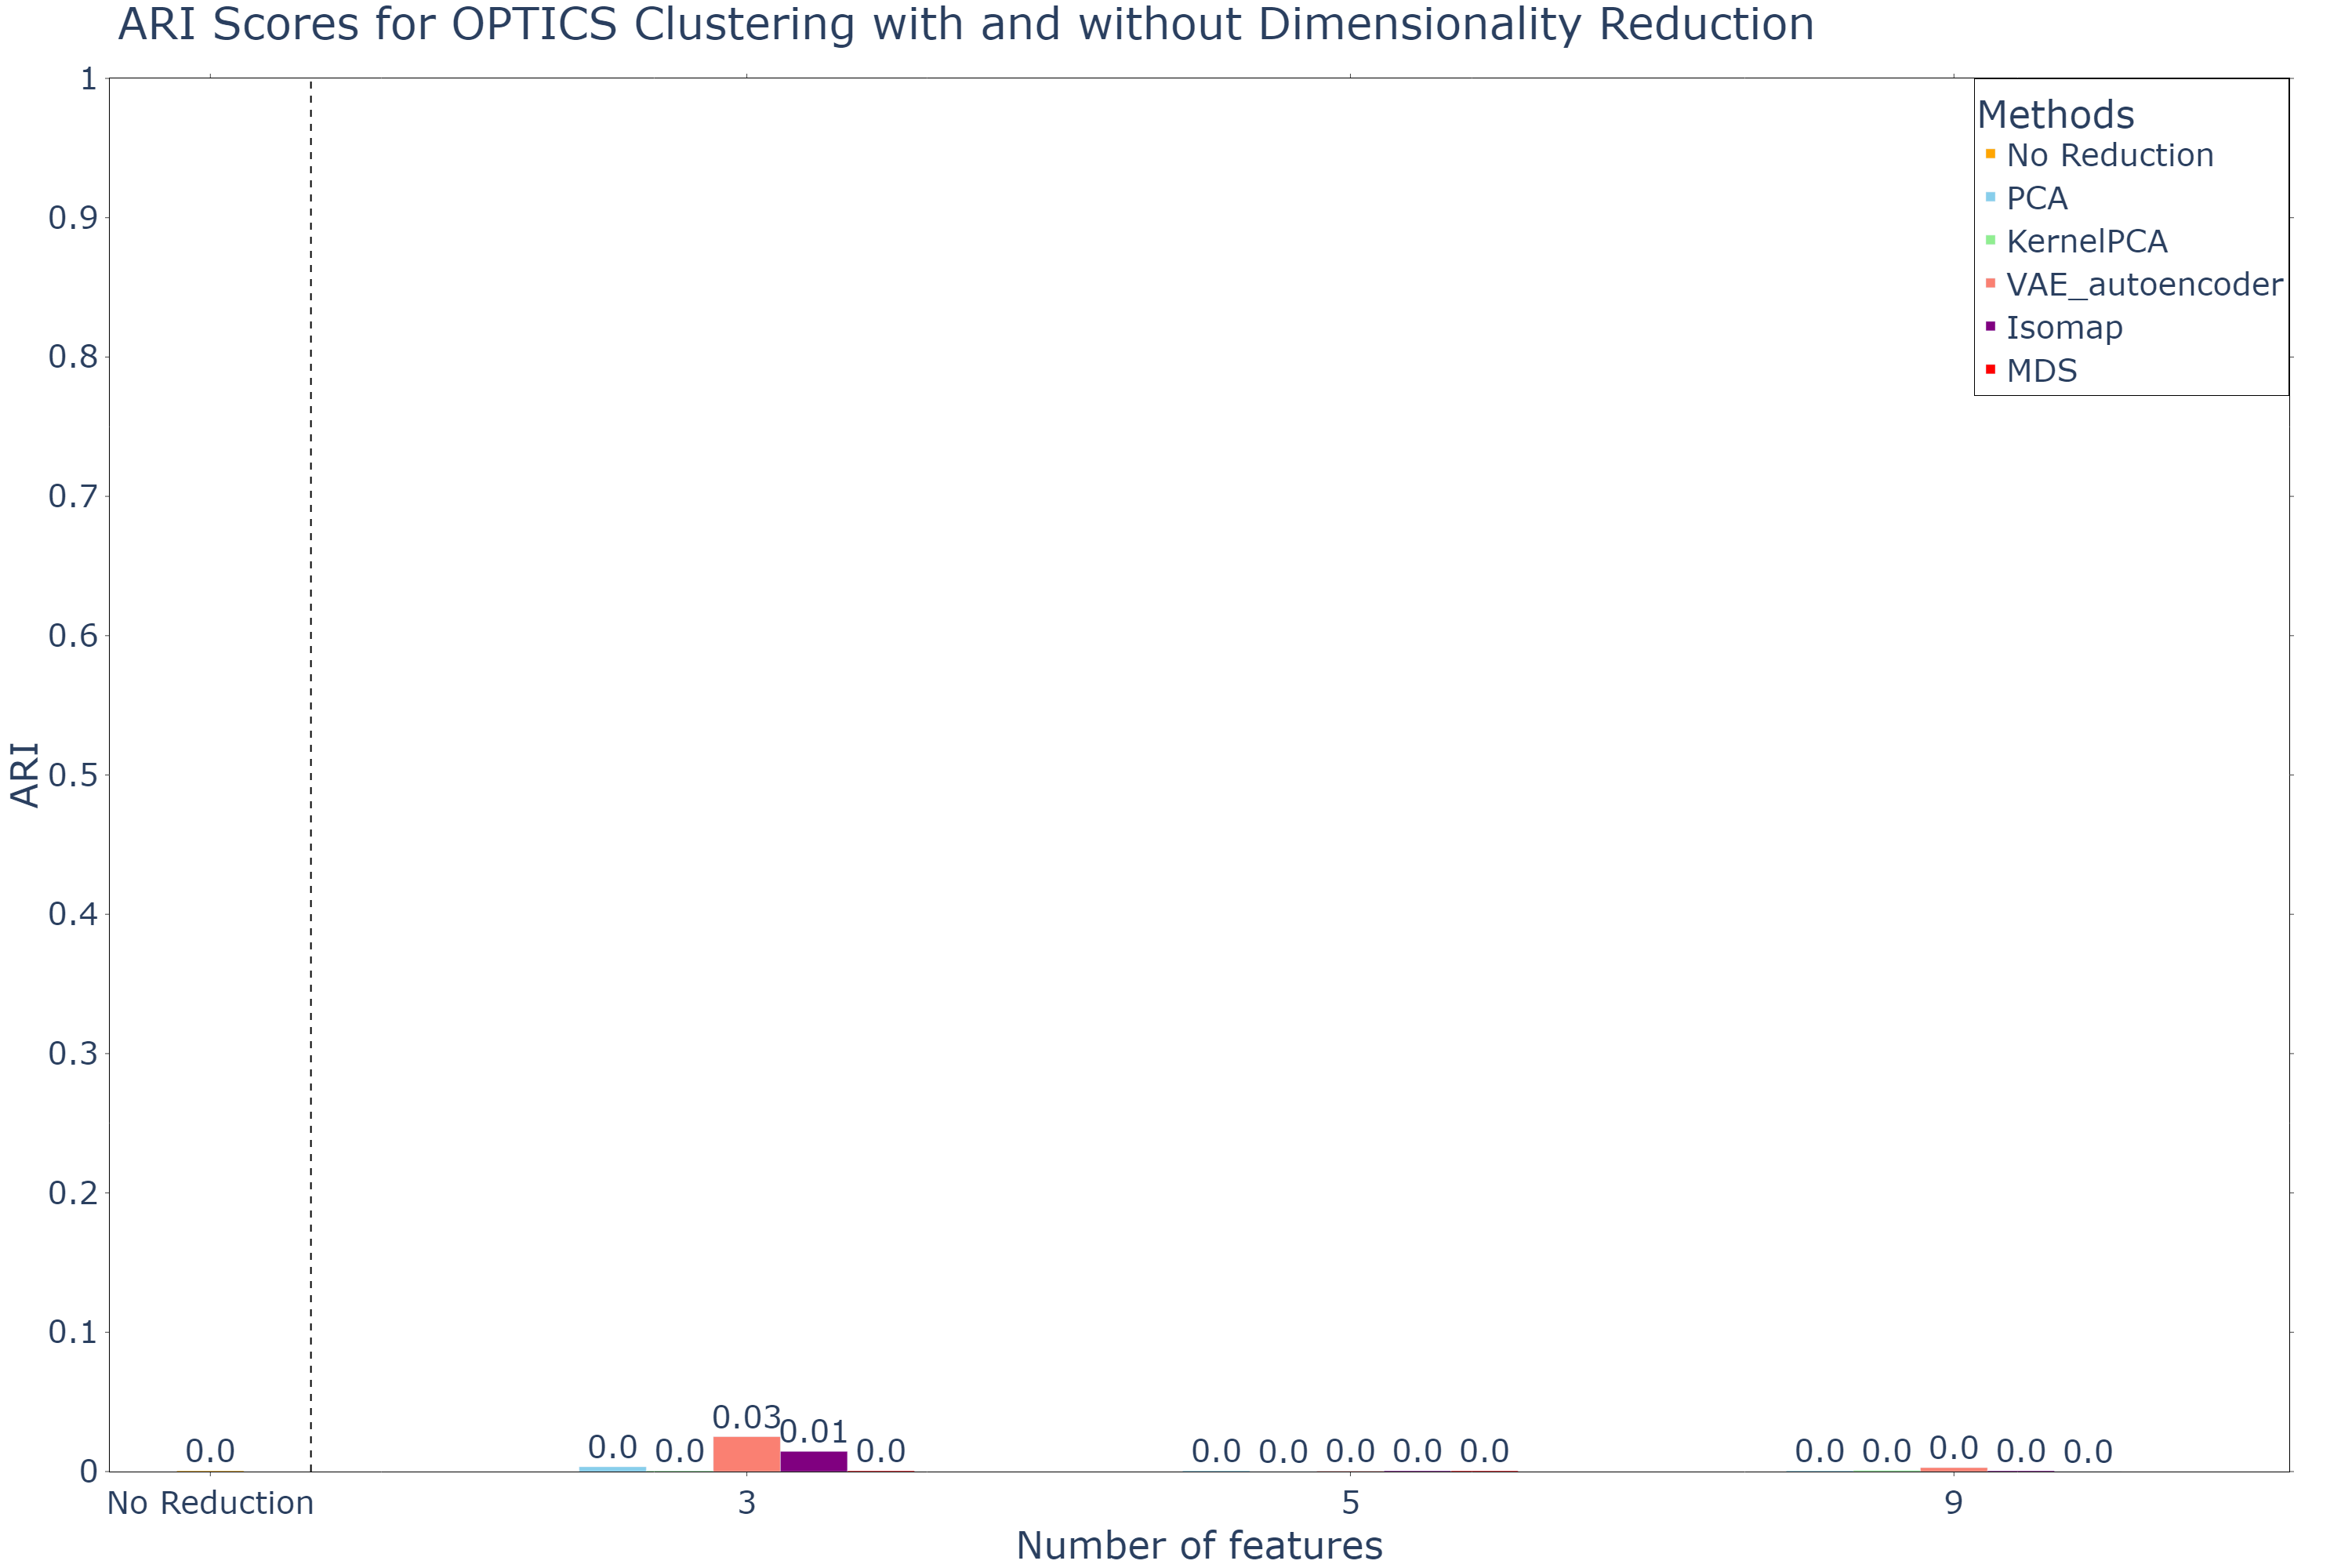 ARI Scores for OPTICS Clustering with and without Dimensionality Reduction
1
0.9
0.8
0.7
0.6
0.5
0.4
0.3
0.2
0.1
0
ARI
Methods
No Reduction
PCA
KernelPCA
VAE_autoencoder
Isomap
MDS
0.0
0.0 0.0 0.03 0.01 0.0
0.0 0.0 0.0 0.0 0.0
0.0 0.0 0.0 0.0 0.0
No Reduction 3 5 9
Number of features